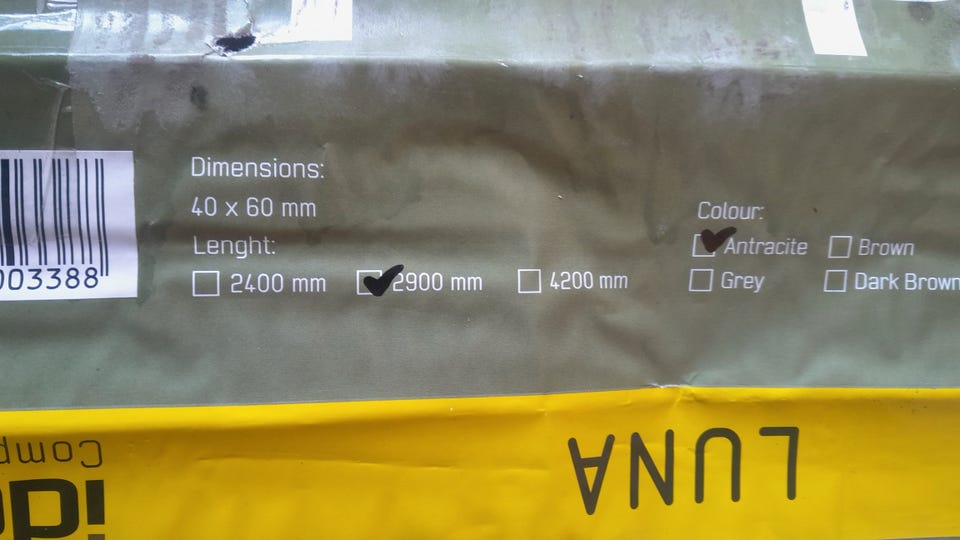 Dimensions:
40 x 60 mm
Lenght:
2400 mm 2900 mm 4200 mm
Colour:
Antracite Brown
Grey Dark Brown
003388
LUNA